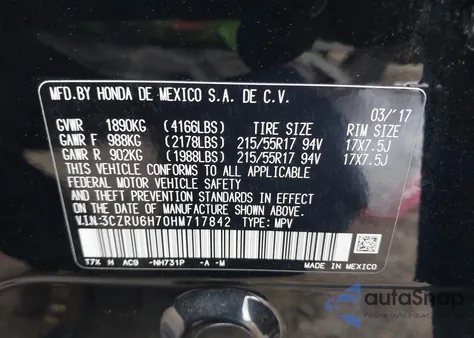 MFD.BY HONDA DE MEXICO S.A. DE C.V.
03/'17
GVWR 1890KG (4166LBS) TIRE SIZE RIM SIZE
GAWR F 988KG (2178LBS) 215/55R17 94V 17X7.5J
GAWR R 902KG (1988LBS) 215/55R17 94V 17X7.5J
THIS VEHICLE CONFORMS TO ALL APPLICABLE
FEDERAL MOTOR VEHICLE SAFETY
AND THEFT PREVENTION STANDARDS IN EFFECT ON THE
DATE OF MANUFACTURE SHOWN ABOVE.
V.I.N:3CZRU6H70HM717842 TYPE: MPV
T7X H AC9 -NH731P -A -M
MADE IN MEXICO
autoSnap